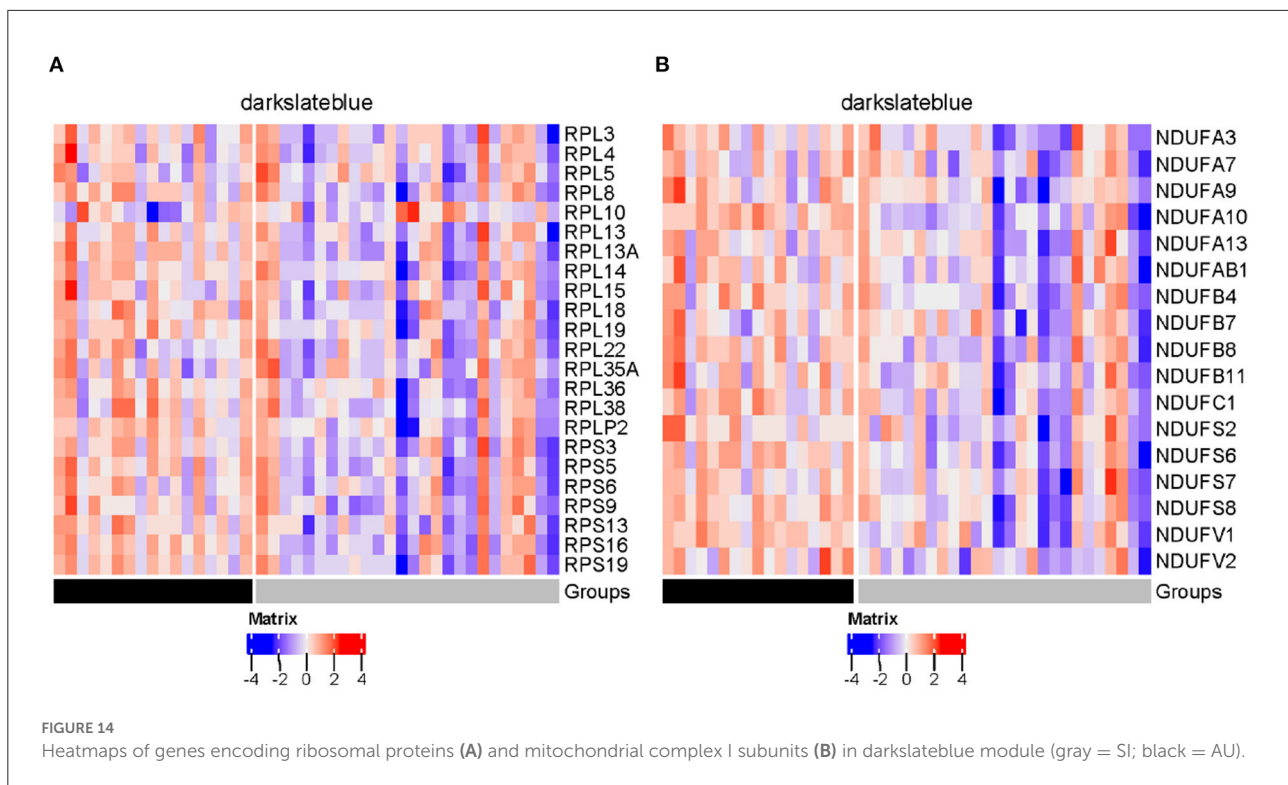 A
darkslateblue
RPL3
RPL4
RPL5
RPL8
RPL10
RPL13
RPL13A
RPL14
RPL15
RPL18
RPL19
RPL22
RPL35A
RPL36
RPL38
RPLP2
RPS3
RPS5
RPS6
RPS9
RPS13
RPS16
RPS19
Groups
Matrix
-4 -2 0 2 4
B
darkslateblue
NDUFA3
NDUFA7
NDUFA9
NDUFA10
NDUFA13
NDUFAB1
NDUFB4
NDUFB7
NDUFB8
NDUFB11
NDUFC1
NDUFS2
NDUFS6
NDUFS7
NDUFS8
NDUFV1
NDUFV2
Groups
Matrix
-4 -2 0 2 4
FIGURE 14
Heatmaps of genes encoding ribosomal proteins (A) and mitochondrial complex I subunits (B) in darkslateblue module (gray = SI; black = AU).